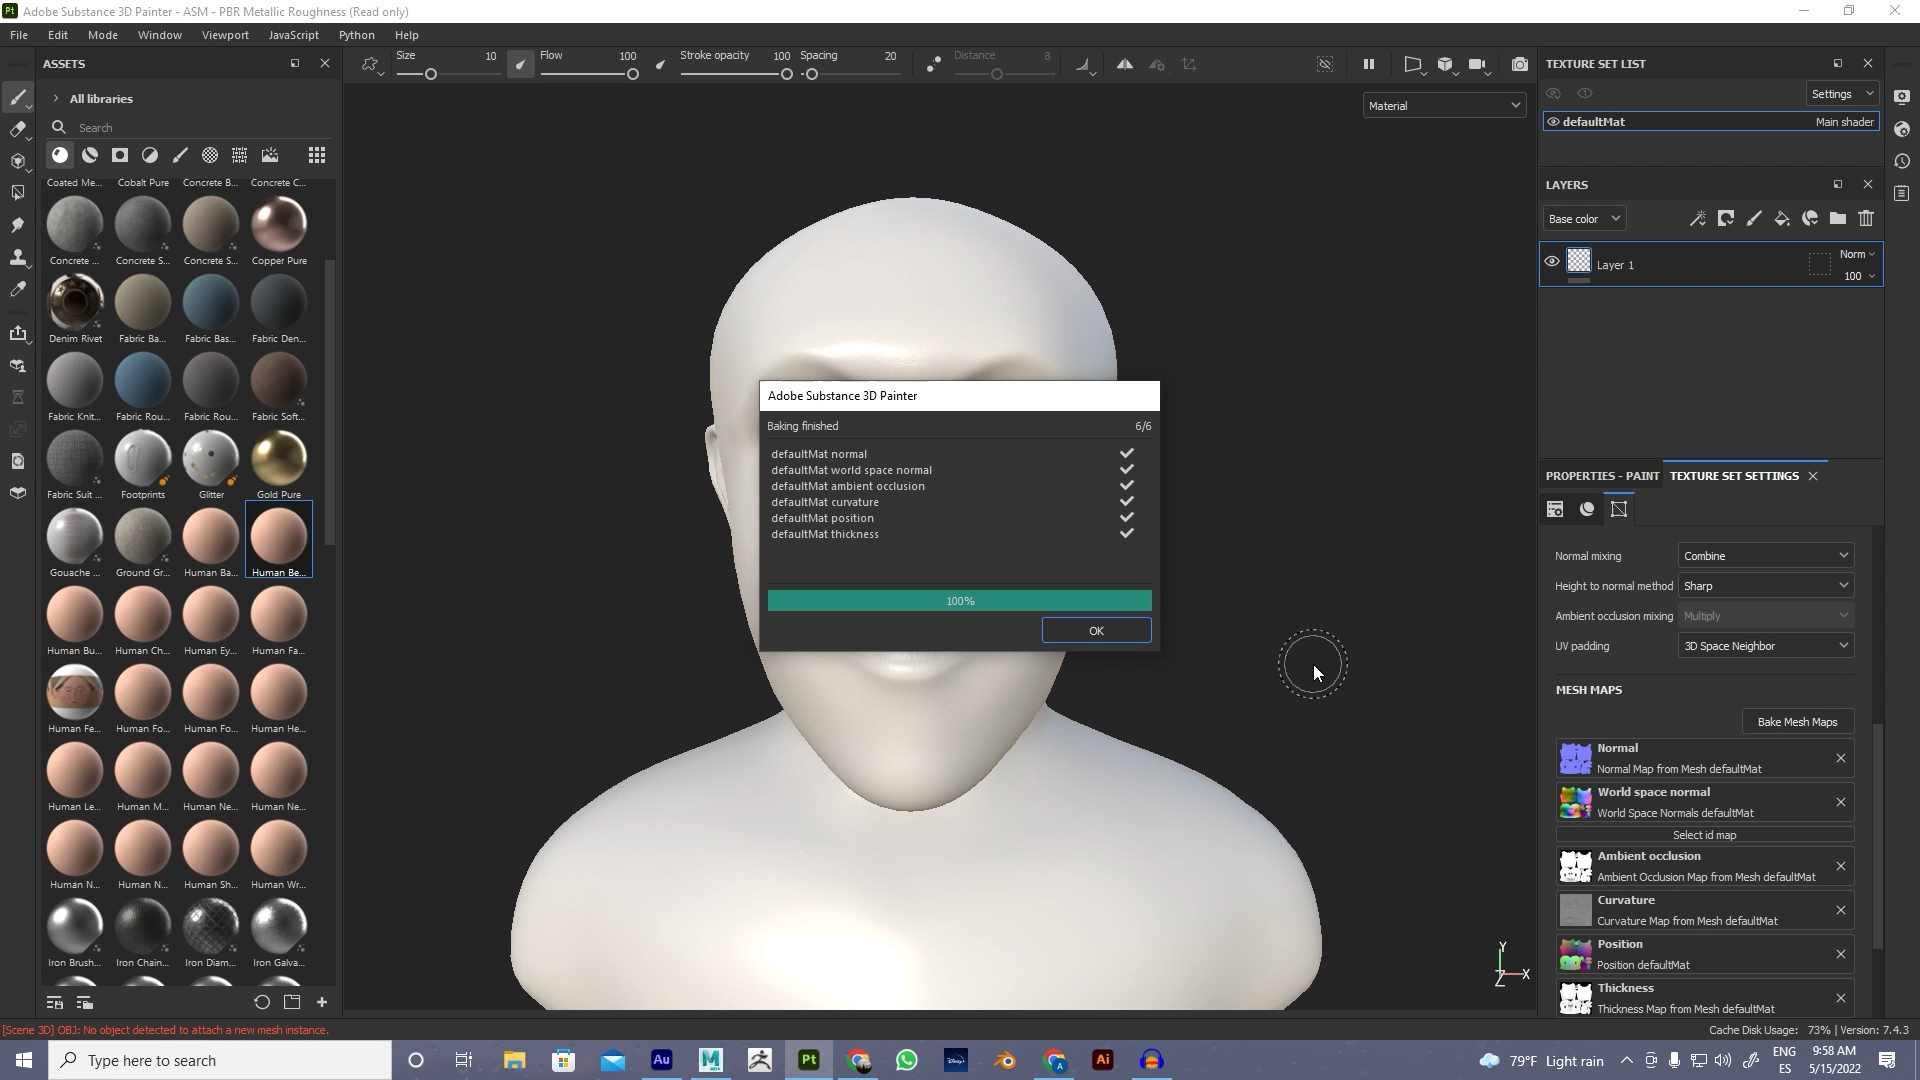 Adobe Substance 3D Painter - ASM - PBR Metallic Roughness (Read only)
File Edit Mode Window Viewport JavaScript Python Help
ASSETS
All libraries
Search
Coated Me... Cobalt Pure Concrete B... Concrete C...
Concrete ... Concrete S... Concrete S... Copper Pure
Denim Rivet Fabric Ba... Fabric Bas... Fabric Den...
Fabric Knit... Fabric Rou... Fabric Rou... Fabric Soft...
Fabric Suit ... Footprints Glitter Gold Pure
Gouache ... Ground Gr... Human Ba... Human Be...
Human Bu... Human Ch... Human Ey... Human Fa...
Human Fe... Human Fo... Human Fo... Human He...
Human Le... Human M... Human Ne... Human Ne...
Human N... Human N... Human Sh... Human Wr...
Iron Brush... Iron Chain... Iron Diam... Iron Galva...
Size 10 Flow 100 Stroke opacity 100 Spacing 20 Distance 8
Material
Adobe Substance 3D Painter
Baking finished 6/6
defaultMat normal
defaultMat world space normal
defaultMat ambient occlusion
defaultMat curvature
defaultMat position
defaultMat thickness
100%
OK
Y
Z X
TEXTURE SET LIST
Settings
defaultMat Main shader
LAYERS
Base color
Layer 1 Norm
100
PROPERTIES - PAINT TEXTURE SET SETTINGS
Normal mixing Combine
Height to normal method Sharp
Ambient occlusion mixing Multiply
UV padding 3D Space Neighbor
MESH MAPS
Bake Mesh Maps
Normal
Normal Map from Mesh defaultMat
World space normal
World Space Normals defaultMat
Select id map
Ambient occlusion
Ambient Occlusion Map from Mesh defaultMat
Curvature
Curvature Map from Mesh defaultMat
Position
Position defaultMat
Thickness
Thickness Map from Mesh defaultMat
[Scene 3D] OBJ: No object detected to attach a new mesh instance.
Cache Disk Usage: 73% | Version: 7.4.3
Type here to search
Au
Pt
Ai
79°F Light rain
ENG
ES
9:58 AM
5/15/2022